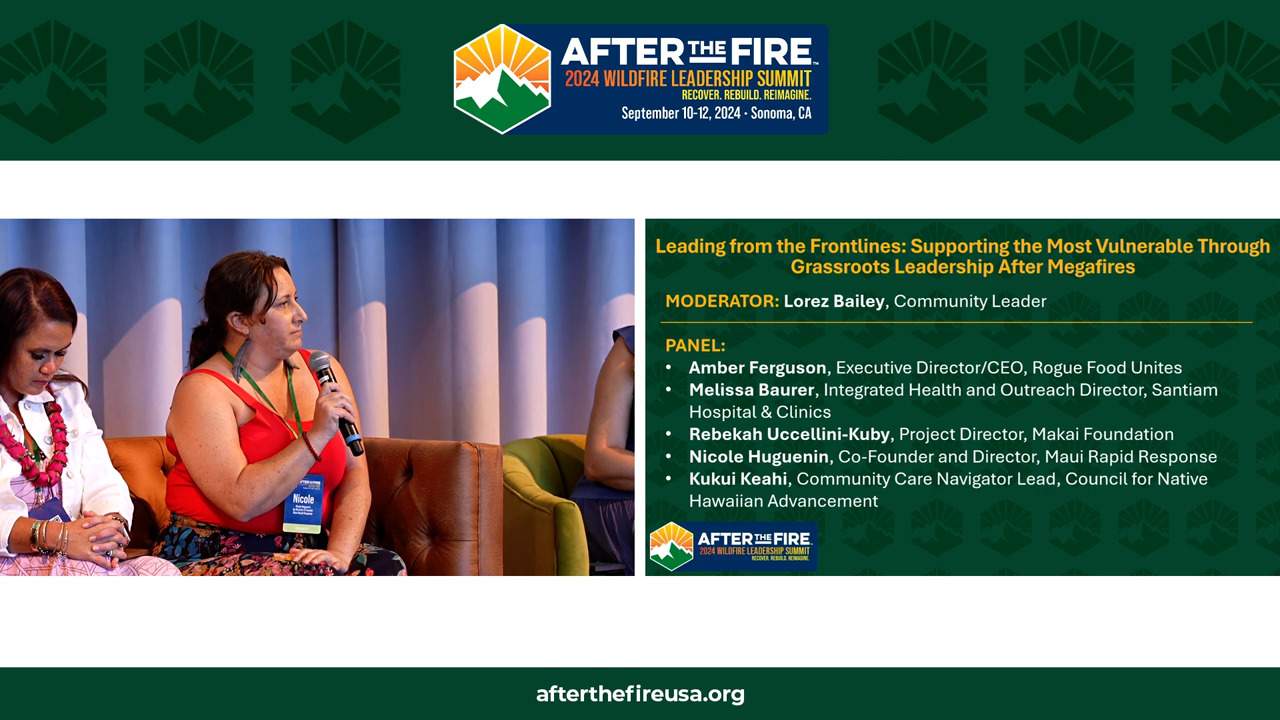 AFTER THE FIRE™
2024 WILDFIRE LEADERSHIP SUMMIT
RECOVER. REBUILD. REIMAGINE.
September 10-12, 2024 • Sonoma, CA
Nicole
Leading from the Frontlines: Supporting the Most Vulnerable Through
Grassroots Leadership After Megafires
MODERATOR: Lorez Bailey, Community Leader
PANEL:
• Amber Ferguson, Executive Director/CEO, Rogue Food Unites
• Melissa Baurer, Integrated Health and Outreach Director, Santiam
Hospital & Clinics
• Rebekah Uccellini-Kuby, Project Director, Makai Foundation
• Nicole Huguenin, Co-Founder and Director, Maui Rapid Response
• Kukui Keahi, Community Care Navigator Lead, Council for Native
Hawaiian Advancement
AFTER THE FIRE
2024 WILDFIRE LEADERSHIP SUMMIT
RECOVER. REBUILD. REIMAGINE.
afterthefireusa.org